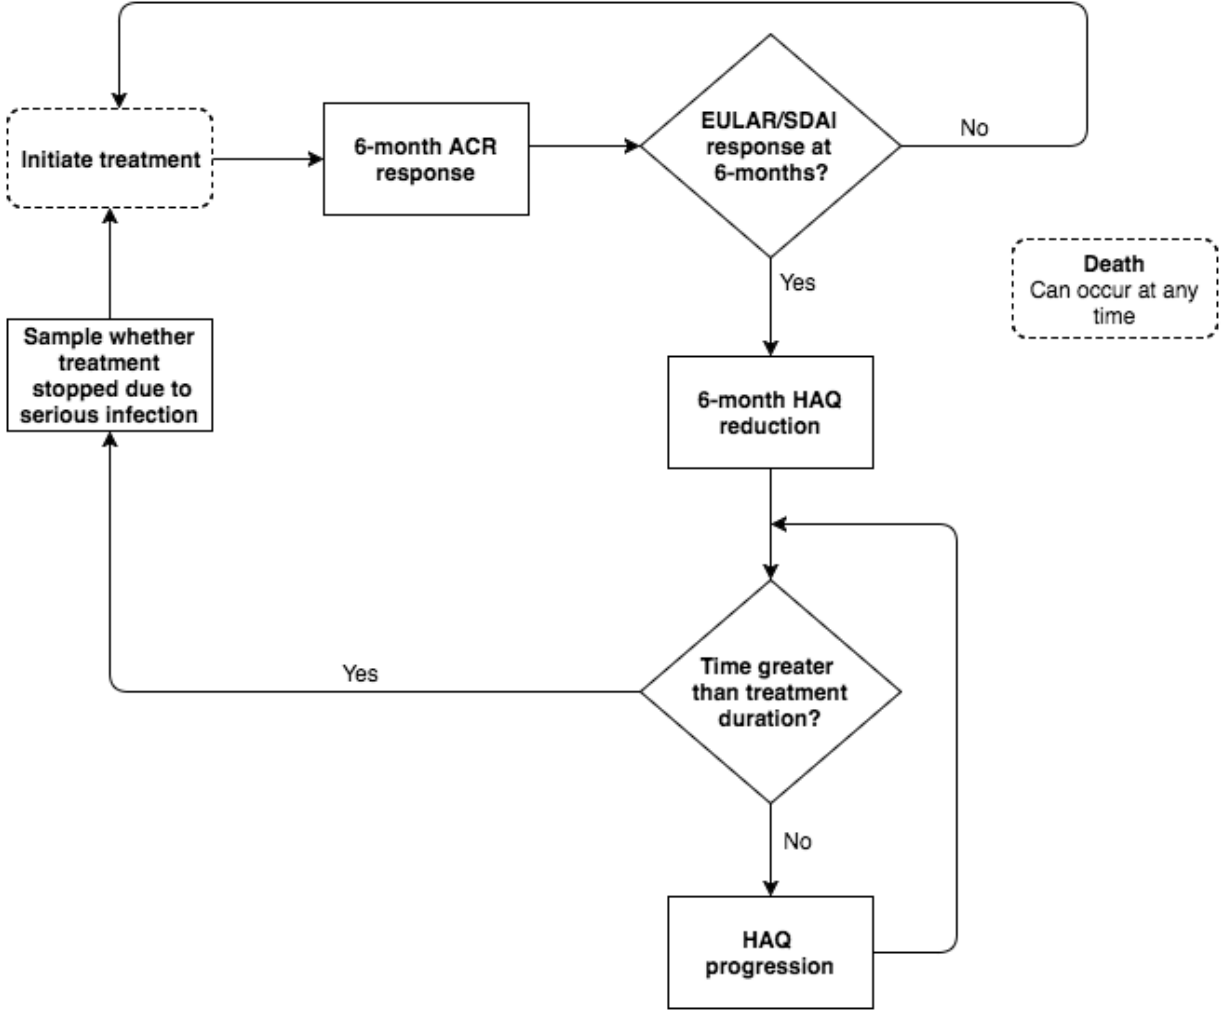 Initiate treatment
6-month ACR
response
EULAR/SDAI
response at
6-months?
No
Yes
Death
Can occur at any
time
Sample whether
treatment
stopped due to
serious infection
6-month HAQ
reduction
Yes
Time greater
than treatment
duration?
No
HAQ
progression